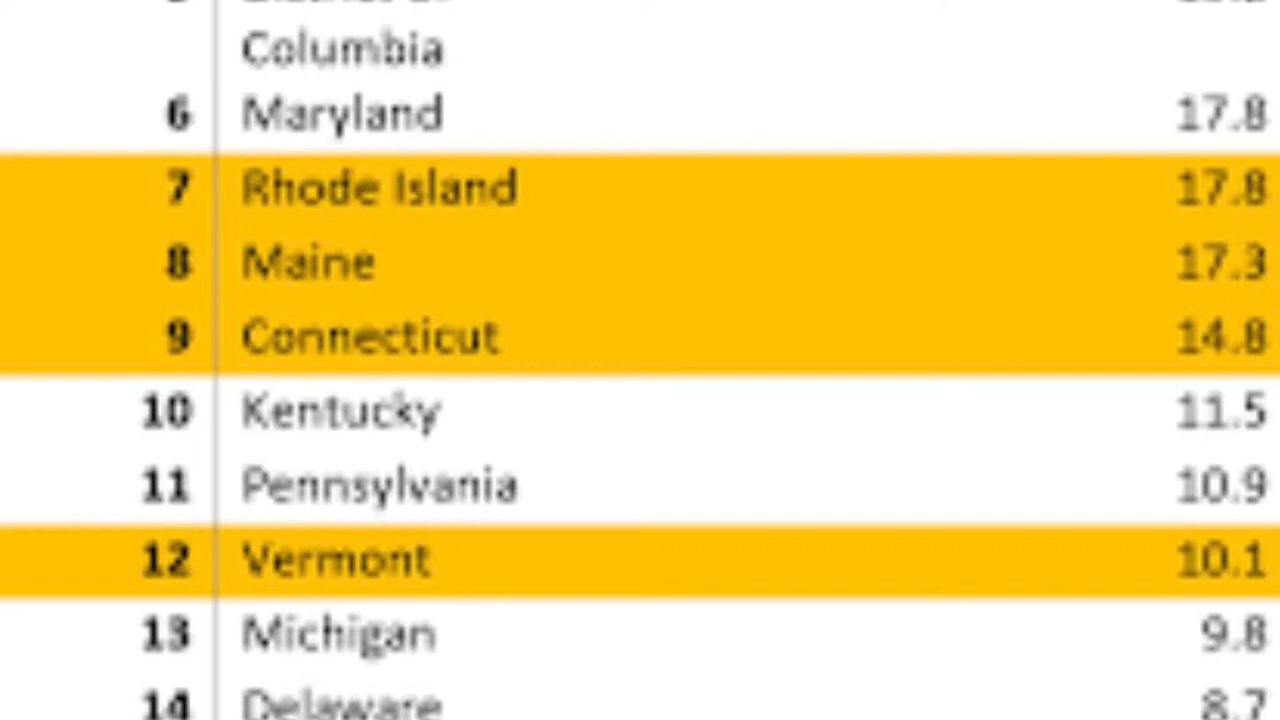 Columbia
6 Maryland 17.8
7 Rhode Island 17.8
8 Maine 17.3
9 Connecticut 14.8
10 Kentucky 11.5
11 Pennsylvania 10.9
12 Vermont 10.1
13 Michigan 9.8
14 Delaware 8.7